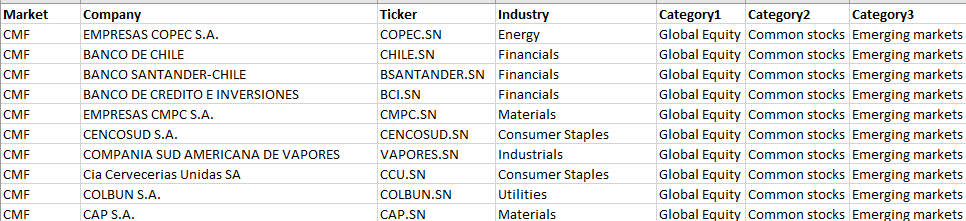 Market Company Ticker Industry Category1 Category2 Category3
CMF EMPRESAS COPEC S.A. COPEC.SN Energy Global Equity Common stocks Emerging markets
CMF BANCO DE CHILE CHILE.SN Financials Global Equity Common stocks Emerging markets
CMF BANCO SANTANDER-CHILE BSANTANDER.SN Financials Global Equity Common stocks Emerging markets
CMF BANCO DE CREDITO E INVERSIONES BCI.SN Financials Global Equity Common stocks Emerging markets
CMF EMPRESAS CMPC S.A. CMPC.SN Materials Global Equity Common stocks Emerging markets
CMF CENCOSUD S.A. CENCOSUD.SN Consumer Staples Global Equity Common stocks Emerging markets
CMF COMPANIA SUD AMERICANA DE VAPORES VAPORES.SN Industrials Global Equity Common stocks Emerging markets
CMF Cia Cervecerias Unidas SA CCU.SN Consumer Staples Global Equity Common stocks Emerging markets
CMF COLBUN S.A. COLBUN.SN Utilities Global Equity Common stocks Emerging markets
CMF CAP S.A. CAP.SN Materials Global Equity Common stocks Emerging markets